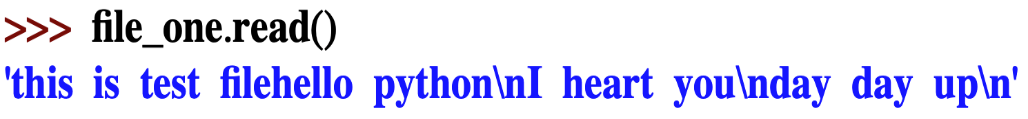 >>> file_one.read()
'this is test filehello python\nI heart you\nday day up\n'